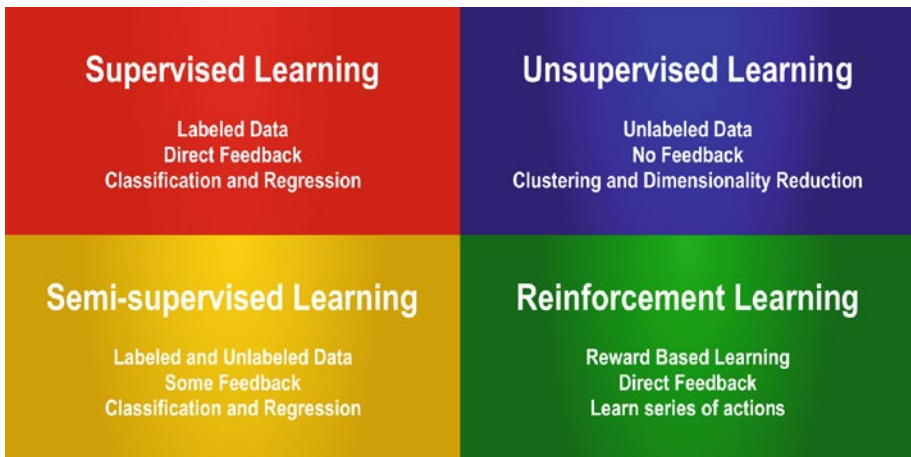 Supervised Learning
Labeled Data
Direct Feedback
Classification and Regression
Unsupervised Learning
Unlabeled Data
No Feedback
Clustering and Dimensionality Reduction
Semi-supervised Learning
Labeled and Unlabeled Data
Some Feedback
Classification and Regression
Reinforcement Learning
Reward Based Learning
Direct Feedback
Learn series of actions